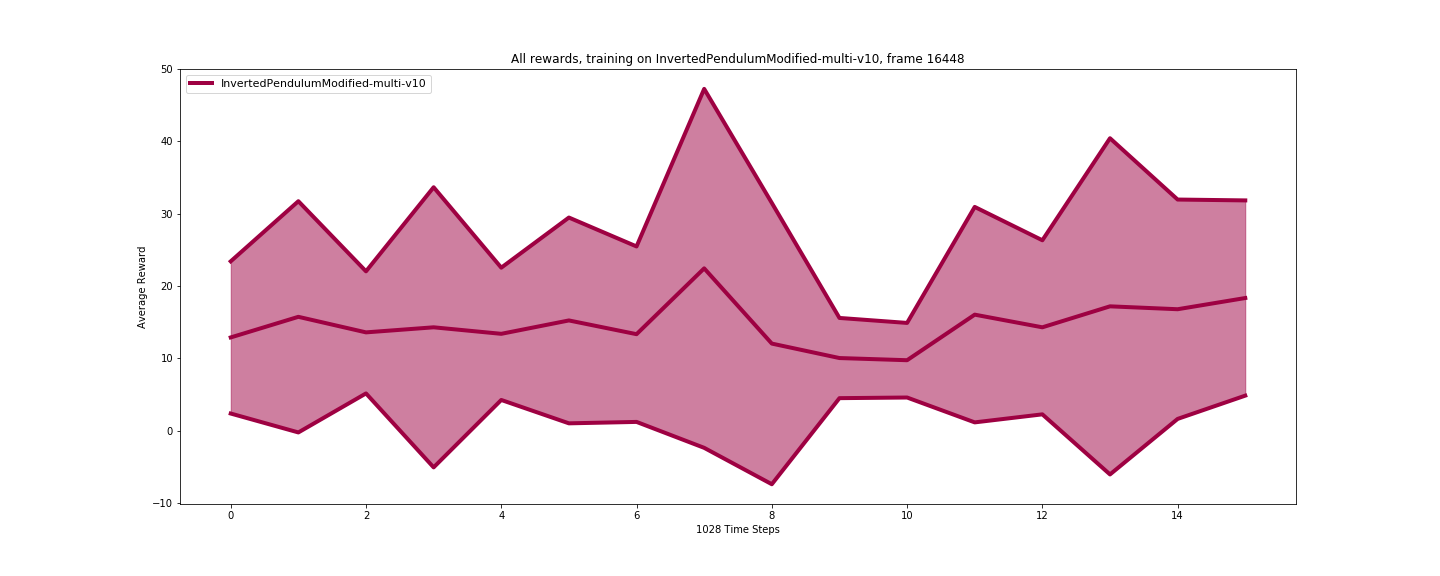 All rewards, training on InvertedPendulumModified-multi-v10, frame 16448
InvertedPendulumModified-multi-v10
50
40
30
20
10
0
−10
Average Reward
0 2 4 6 8 10 12 14
1028 Time Steps